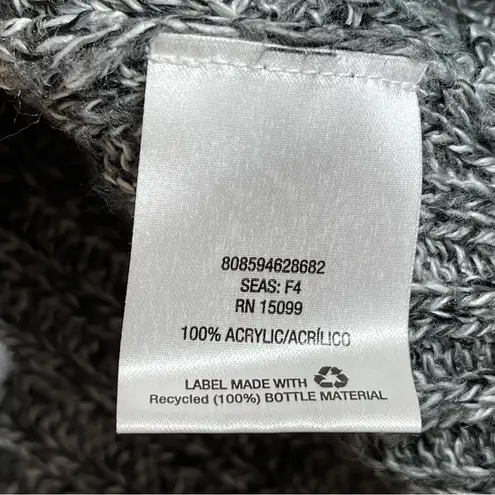 808594628682
SEAS: F4
RN 15099
100% ACRYLIC/ACRÍLICO
LABEL MADE WITH
Recycled (100%) BOTTLE MATERIAL